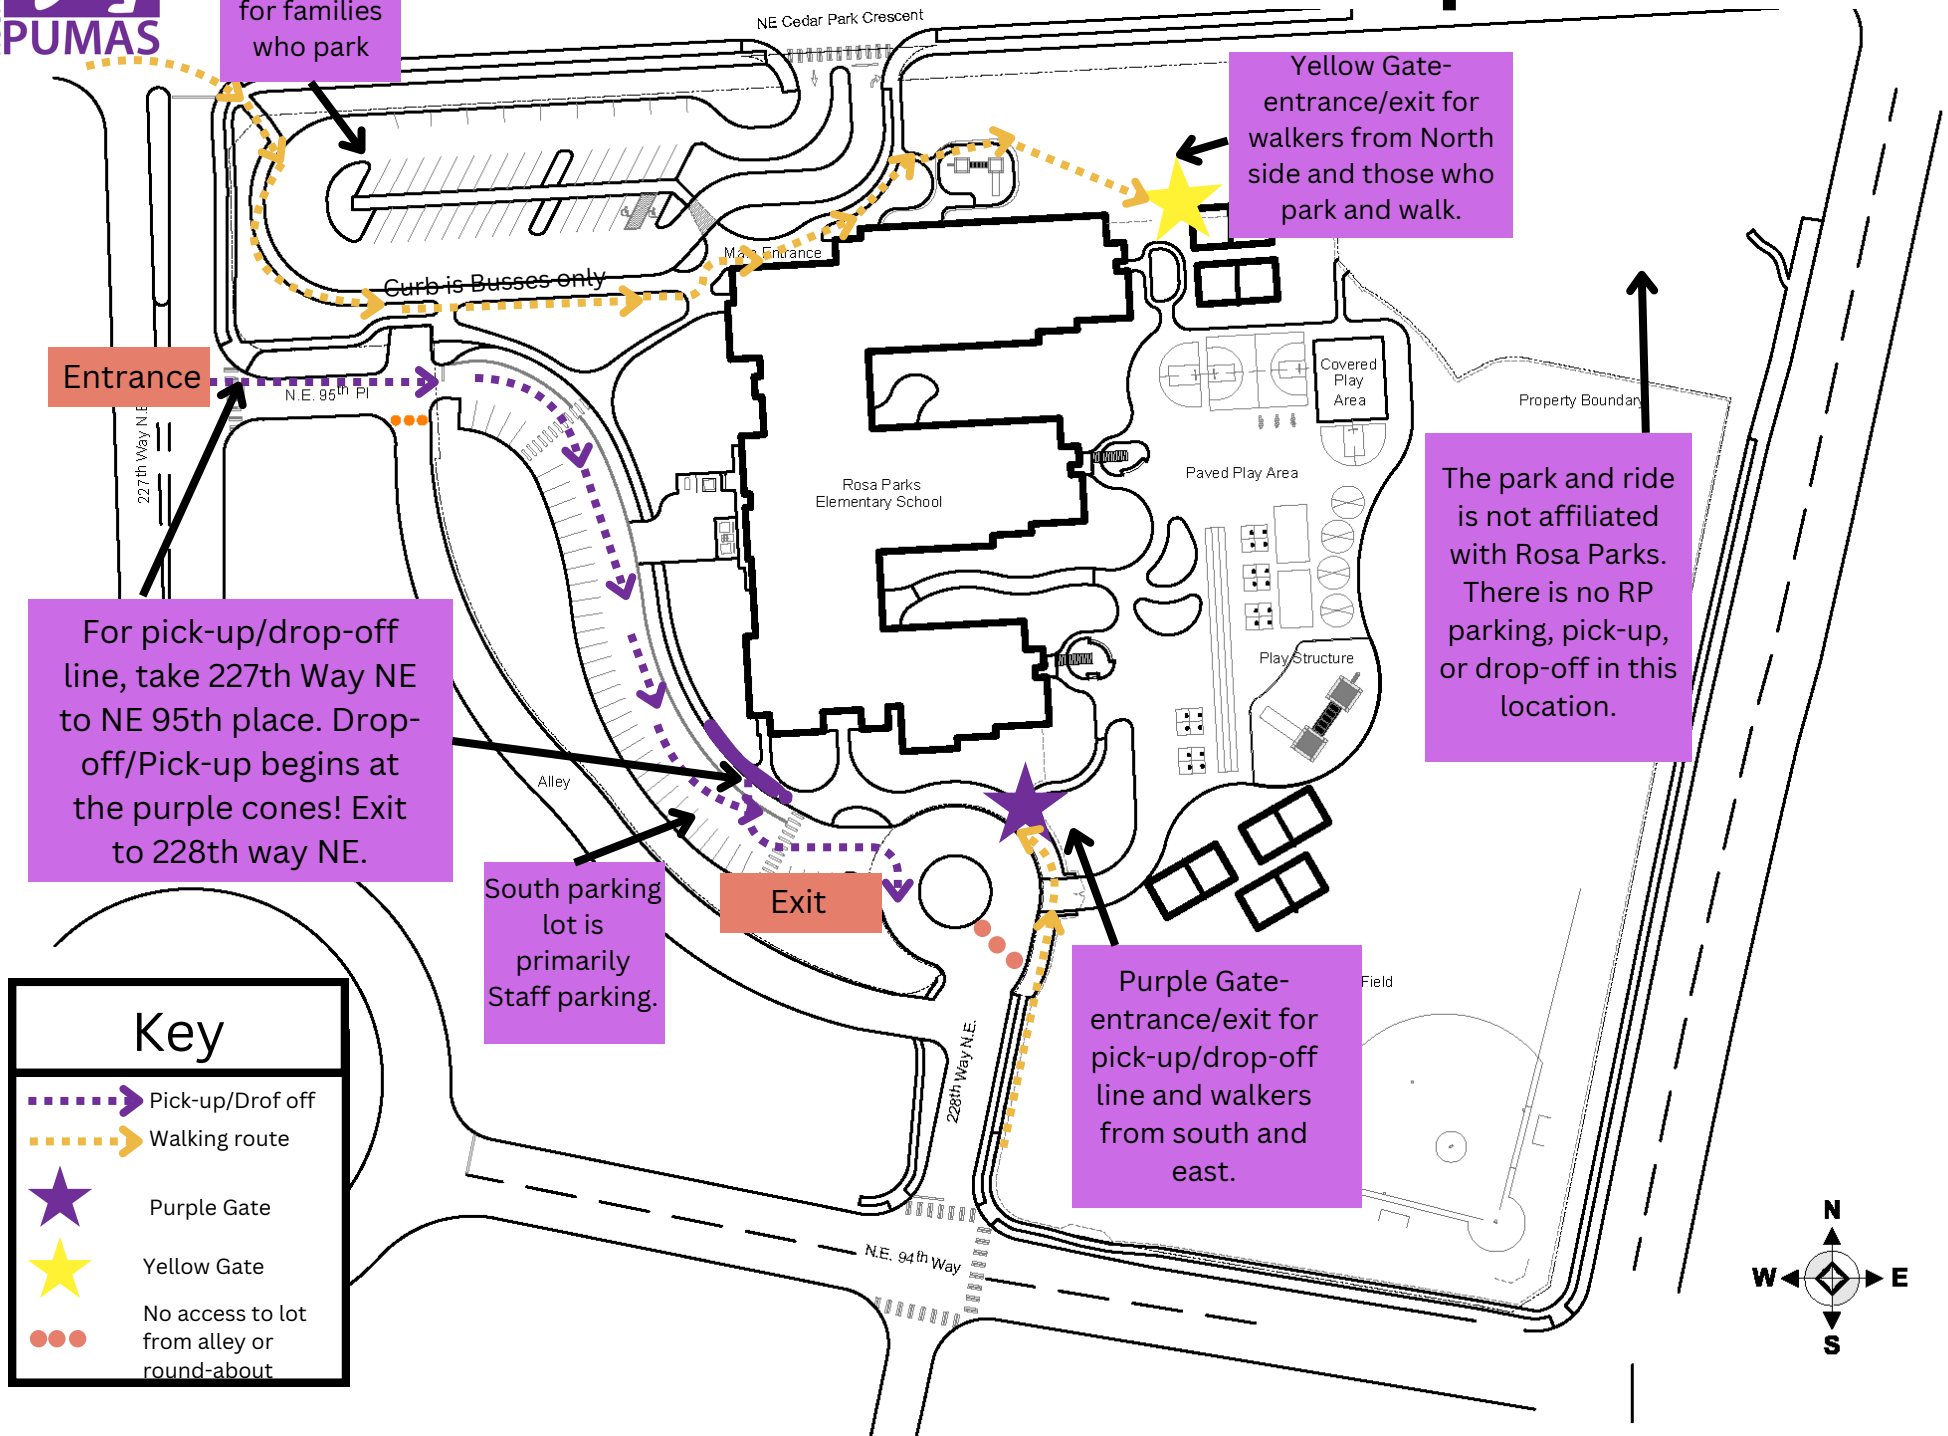 PUMAS
for families
who park
NE Cedar Park Crescent
Yellow Gate-
entrance/exit for
walkers from North
side and those who
park and walk.
Main Entrance
Curb is Busses only
Entrance
N.E. 95th Pl
227th Way N.E
Covered
Play
Area
Property Boundary
Paved Play Area
Rosa Parks
Elementary School
The park and ride
is not affiliated
with Rosa Parks.
There is no RP
parking, pick-up,
or drop-off in this
location.
For pick-up/drop-off
line, take 227th Way NE
to NE 95th place. Drop-
off/Pick-up begins at
the purple cones! Exit
to 228th way NE.
Play Structure
Alley
South parking
lot is
primarily
Staff parking.
Exit
Purple Gate-
entrance/exit for
pick-up/drop-off
line and walkers
from south and
east.
Field
228th Way N.E.
N.E. 94th Way
Key
Pick-up/Drof off
Walking route
Purple Gate
Yellow Gate
No access to lot
from alley or
round-about
N
W E
S